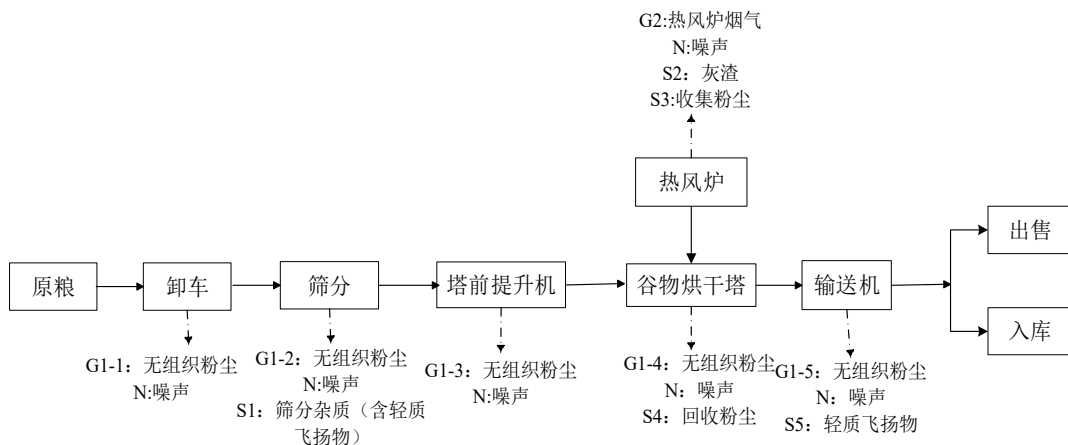 G2:热风炉烟气
N:噪声
S2：灰渣
S3:收集粉尘
热风炉
出售
原粮
卸车
筛分
塔前提升机
谷物烘干塔
输送机
入库
G1-1：无组织粉尘
N:噪声
G1-2：无组织粉尘
N:噪声
S1：筛分杂质（含轻质
飞扬物）
G1-3：无组织粉尘
N:噪声
G1-4：无组织粉尘
N：噪声
S4：回收粉尘
G1-5：无组织粉尘
N：噪声
S5：轻质飞扬物